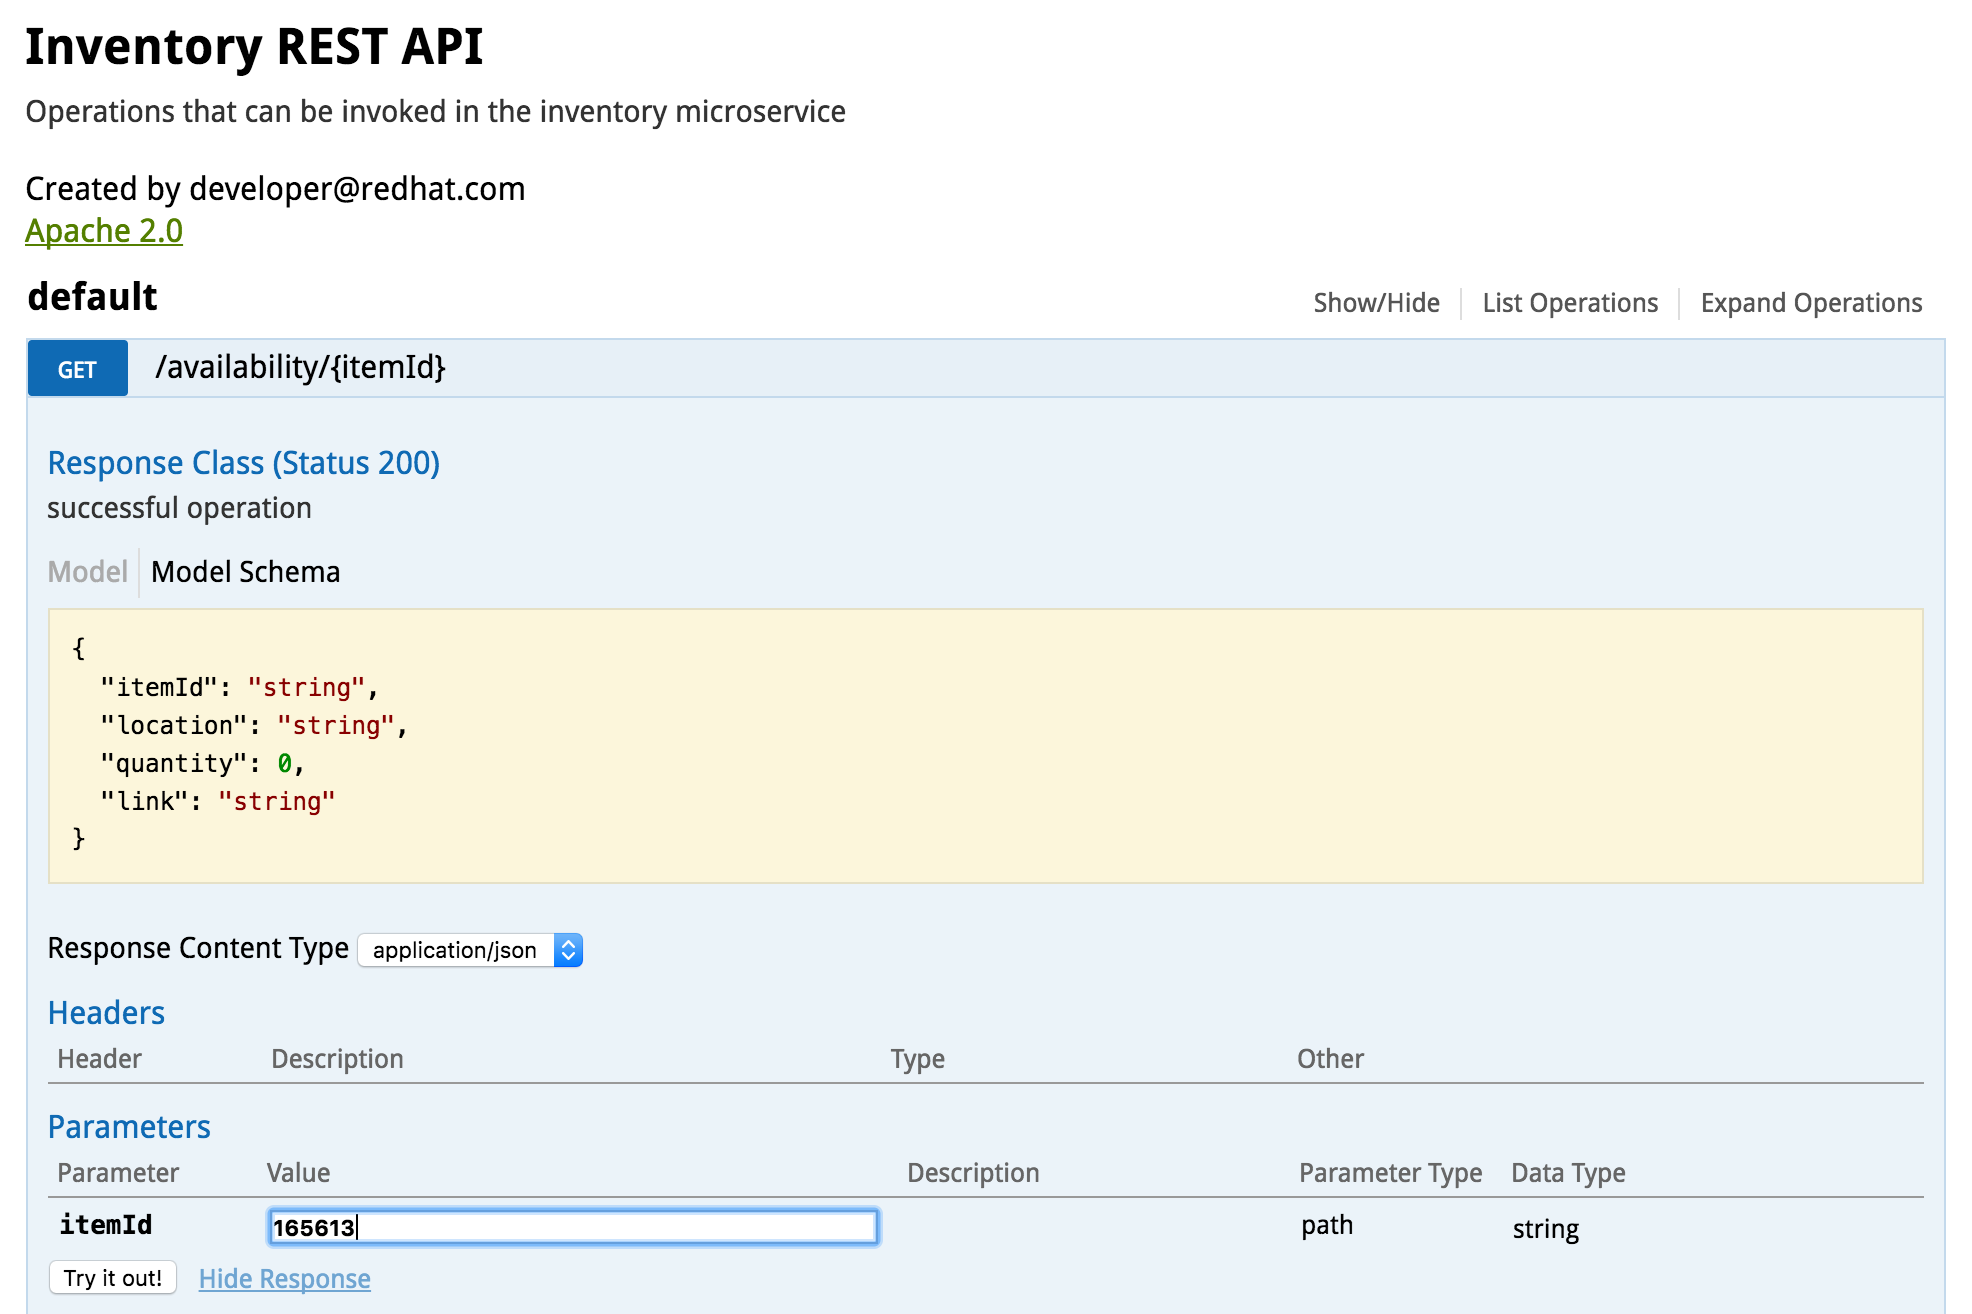 Inventory REST API
Operations that can be invoked in the inventory microservice
Created by developer@redhat.com
Apache 2.0
default
Show/Hide List Operations Expand Operations
GET /availability/{itemId}
Response Class (Status 200)
successful operation
Model Model Schema
{
  "itemId": "string",
  "location": "string",
  "quantity": 0,
  "link": "string"
}
Response Content Type application/json
Headers
Header Description Type Other
Parameters
Parameter Value Description Parameter Type Data Type
itemId 165613 path string
Try it out! Hide Response